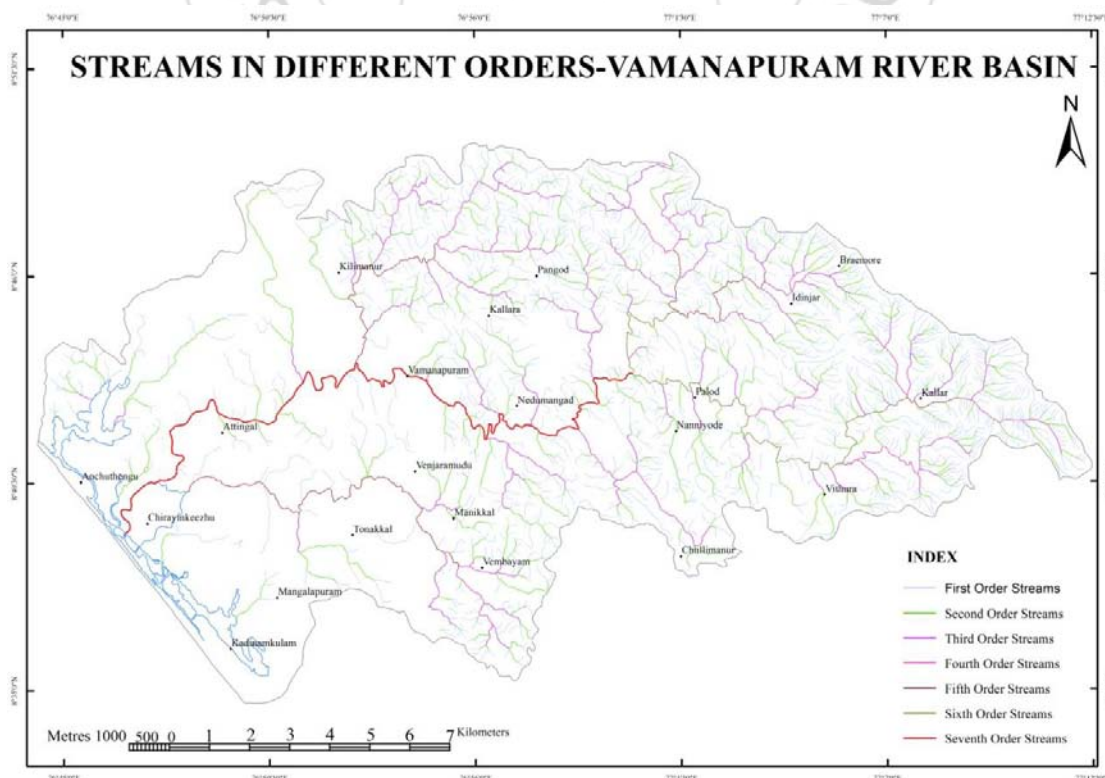 STREAMS IN DIFFERENT ORDERS-VAMANAPURAM RIVER BASIN
N
Braemore
Kilimanur
Pangod
Idinjar
Kallara
Vamanapuram
Palod
Kallar
Nedumangad
Attingal
Nanniyode
Venjaramudu
Anchuthengu
Vithura
Chirayinkeezhu
Manikkal
Tonakkal
Chullimanur
Vembayam
Mangalapuram
Kadinamkulam
INDEX
First Order Streams
Second Order Streams
Third Order Streams
Fourth Order Streams
Fifth Order Streams
Sixth Order Streams
Seventh Order Streams
Metres 1000 500 0 1 2 3 4 5 6 7 Kilometers